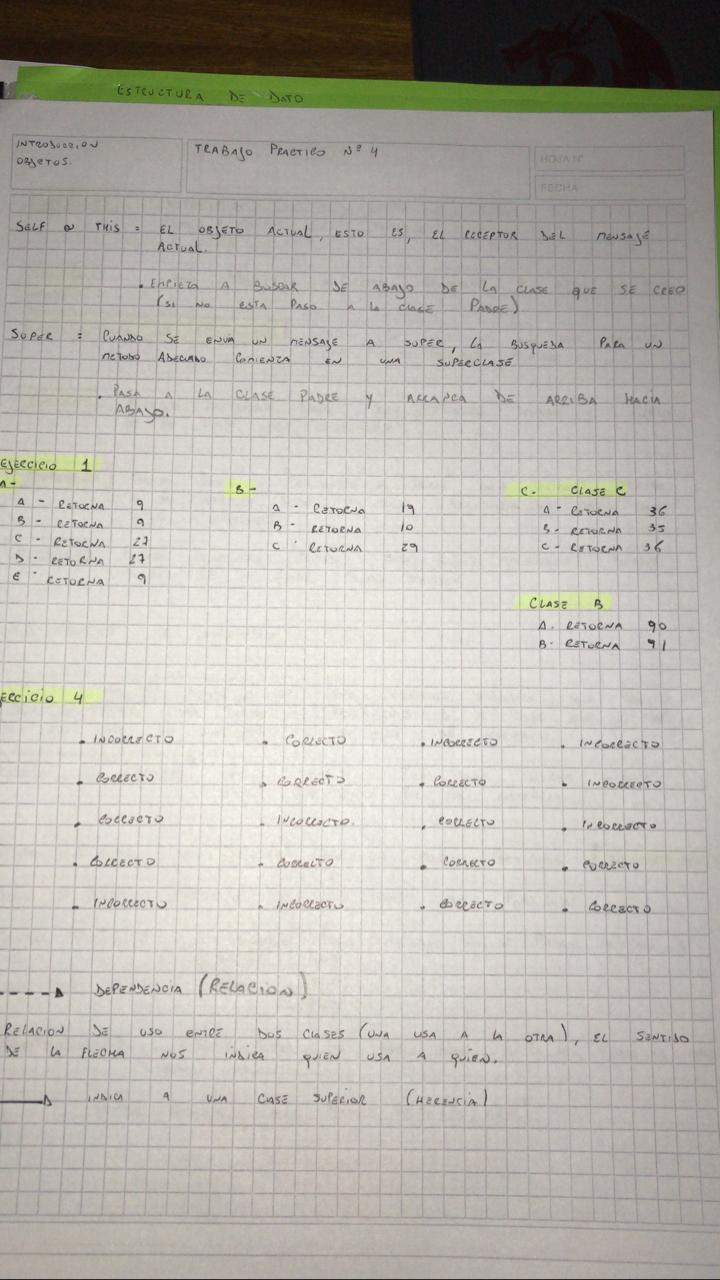 ESTRUCTURA DE DATO
INTRODUCCION
OBJETOS.
TRABAJO PRACTICO Nº 4
HOJA Nº
FECHA
SELF o THIS = EL OBJETO ACTUAL, ESTO ES, EL RECEPTOR DEL MENSAJE
ACTUAL.
• EMPIEZA A BUSCAR DE ABAJO DE LA CLASE QUE SE CREO
(SI NO ESTA PASO A LA CLASE PADRE)
SUPER = CUANDO SE ENVIA UN MENSAJE A SUPER, LA BUSQUEDA PARA UN
METODO ADECUADO COMIENZA EN UNA SUPERCLASE
• PASA A LA CLASE PADRE Y ARRANCA DE ARRIBA HACIA
ABAJO.
EJERCICIO 1
A-
A - RETORNA 9
B - RETORNA 9
C - RETORNA 27
D - RETORNA 27
E - RETORNA 9
B-
A - RETORNA 19
B - RETORNA 10
C - RETORNA 29
C. CLASE C
A - RETORNA 36
B - RETORNA 35
C - RETORNA 36
CLASE B
A. RETORNA 90
B. RETORNA 91
ERCICIO 4
• INCORRECTO • CORRECTO • INCORRECTO • INCORRECTO
• CORRECTO • CORRECTO • CORRECTO • INCORRECTO
• CORRECTO • INCORRECTO. • CORRECTO • INCORRECTO
• CORRECTO • CORRECTO • CORRECTO • CORRECTO
• INCORRECTO • INCORRECTO • CORRECTO • CORRECTO
DEPENDENCIA (RELACION)
RELACION DE USO ENTRE DOS CLASES (UNA USA A LA OTRA), EL SENTIDO
DE LA FLECHA NOS INDICA QUIEN USA A QUIEN.
INDICA A UNA CLASE SUPERIOR (HERENCIA)